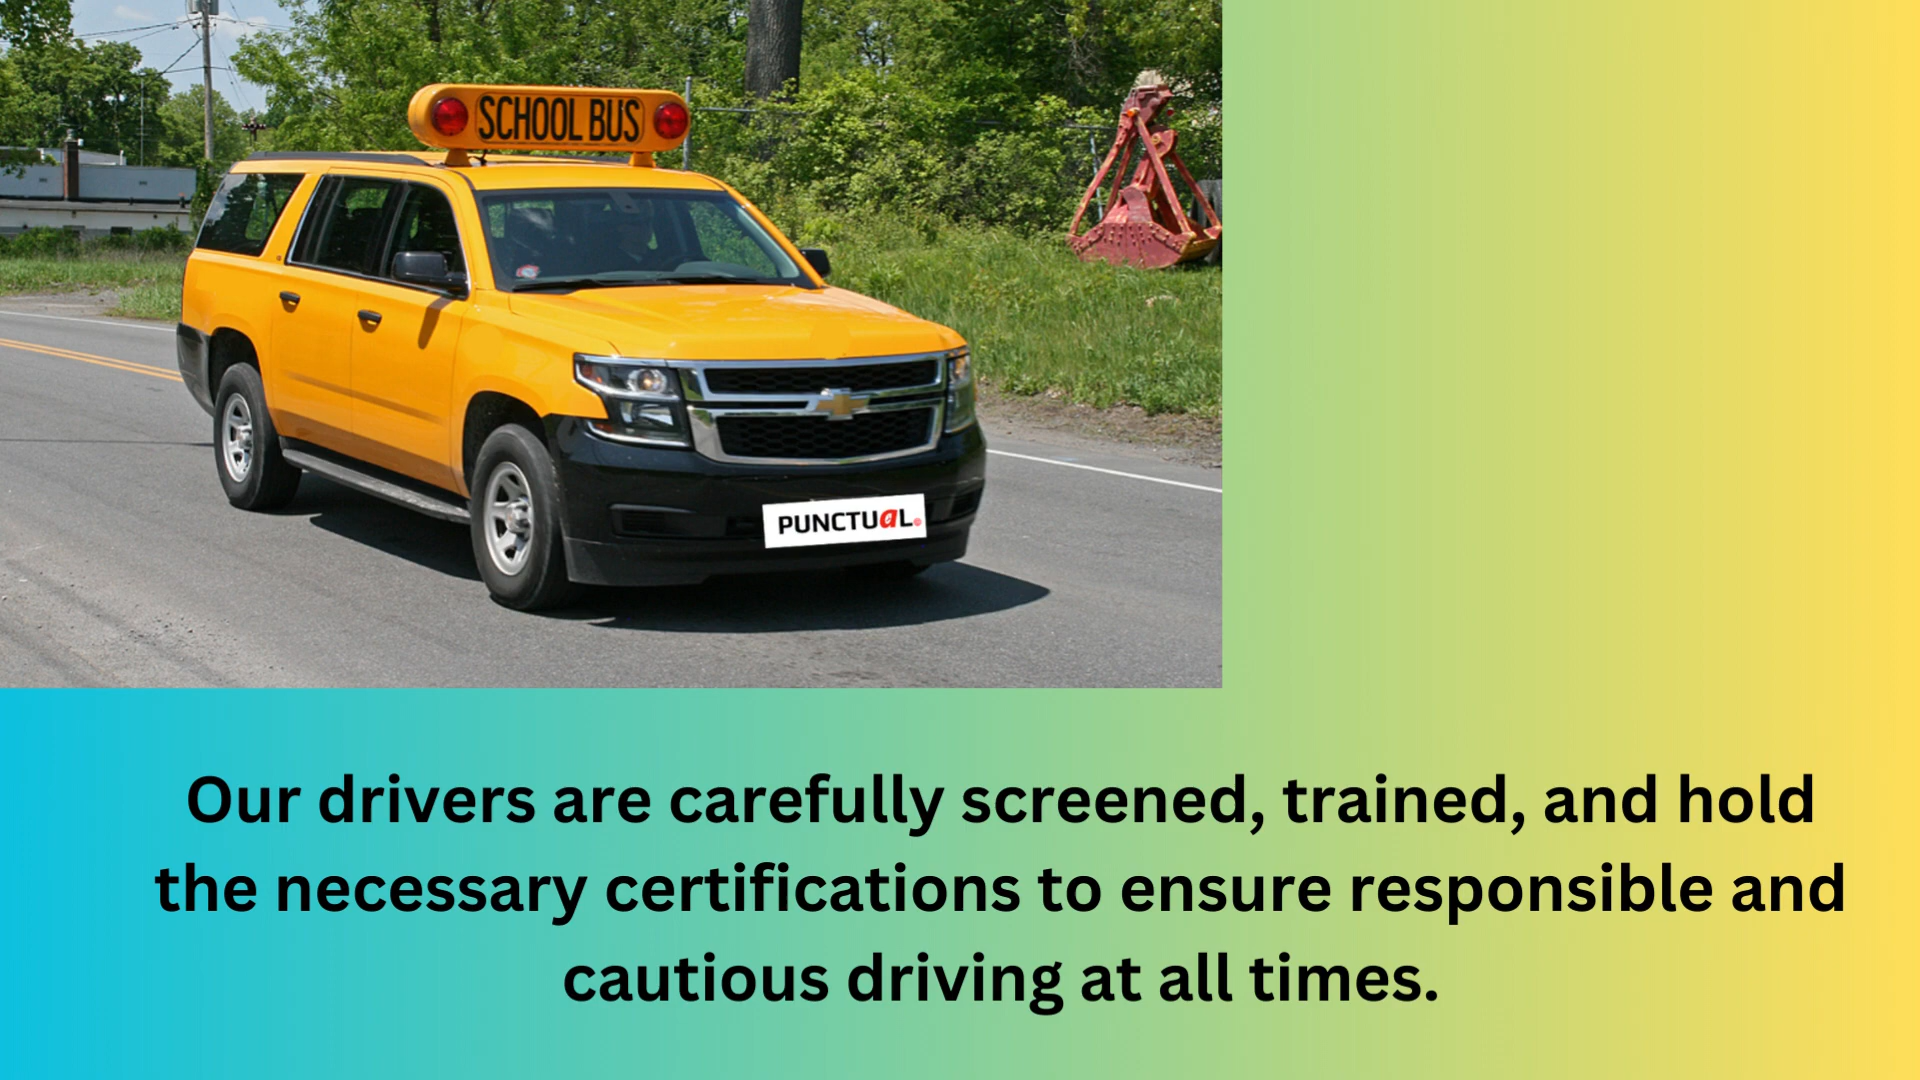 SCHOOL BUS
PUNCTUaL
Our drivers are carefully screened, trained, and hold
the necessary certifications to ensure responsible and
cautious driving at all times.